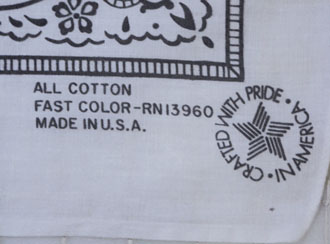 ALL COTTON
FAST COLOR-RN13960
MADE IN U.S.A.
CRAFTED WITH PRIDE • IN AMERICA •